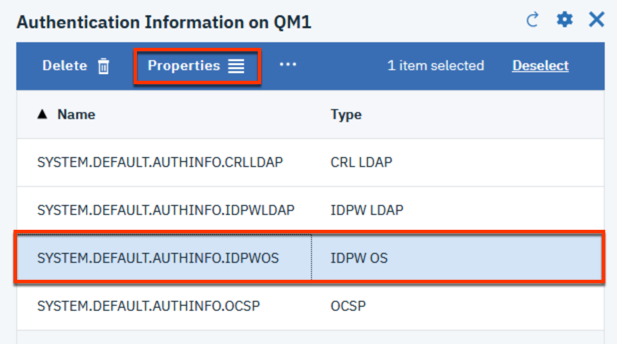 Authentication Information on QM1
Delete Properties ... 1 item selected Deselect
▲ Name Type
SYSTEM.DEFAULT.AUTHINFO.CRLLDAP CRL LDAP
SYSTEM.DEFAULT.AUTHINFO.IDPWLDAP IDPW LDAP
SYSTEM.DEFAULT.AUTHINFO.IDPWOS IDPW OS
SYSTEM.DEFAULT.AUTHINFO.OCSP OCSP